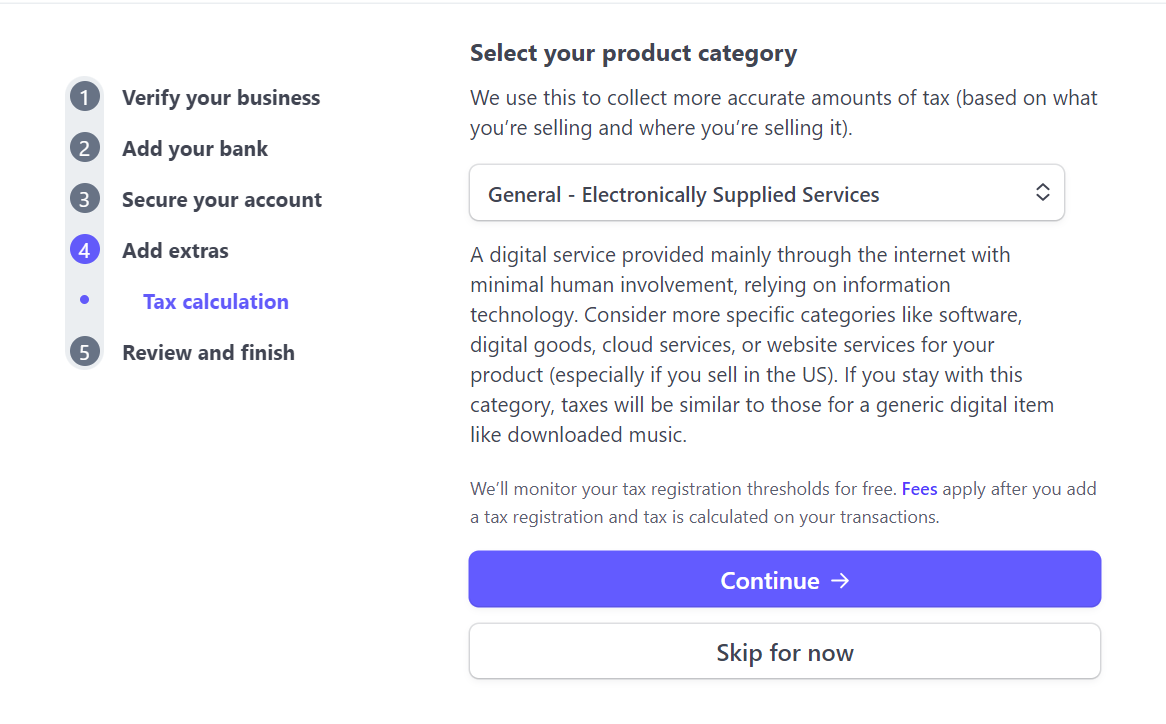 1 Verify your business
2 Add your bank
3 Secure your account
4 Add extras
Tax calculation
5 Review and finish
Select your product category
We use this to collect more accurate amounts of tax (based on what
you’re selling and where you’re selling it).
General - Electronically Supplied Services
A digital service provided mainly through the internet with
minimal human involvement, relying on information
technology. Consider more specific categories like software,
digital goods, cloud services, or website services for your
product (especially if you sell in the US). If you stay with this
category, taxes will be similar to those for a generic digital item
like downloaded music.
We’ll monitor your tax registration thresholds for free. Fees apply after you add
a tax registration and tax is calculated on your transactions.
Continue →
Skip for now